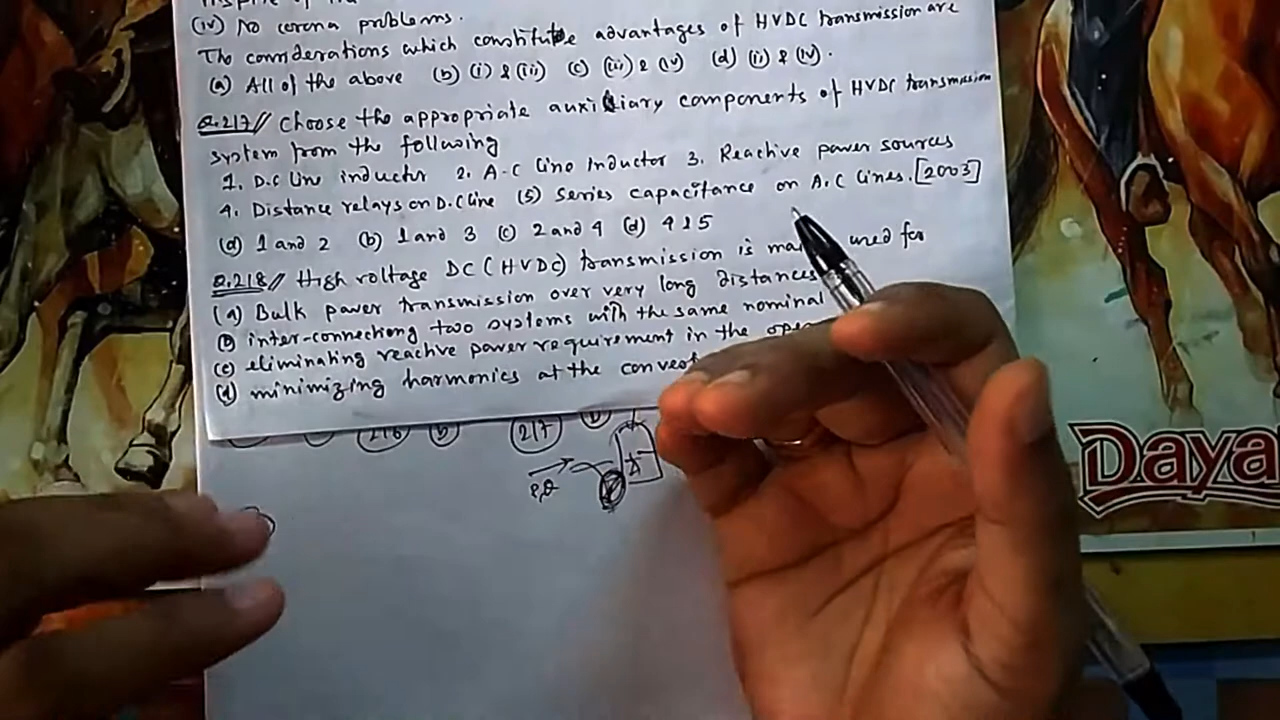 (iv) No corona problems.
The considerations which constitute advantages of HVDC transmission are
(a) All of the above (b) (i) & (iii) (c) (iii) & (iv) (d) (ii) & (iv).
Q.217// Choose the appropriate auxiliary components of HVDC transmission
system from the following
1. D.C line inductor 2. A.C line Inductor 3. Reactive power sources
4. Distance relays on D.C line (5) Series capacitance on A.C lines. [2003]
(a) 1 and 2 (b) 1 and 3 (c) 2 and 4 (d) 4 & 5
Q.218// High voltage DC (HVDC) transmission is used for
(a) Bulk power transmission over very long distances
(b) inter-connecting two systems with the same nominal
(c) eliminating reactive power requirement in the
(d) minimizing harmonics at the
216 (b) 217 (b)
P,Q
Daya